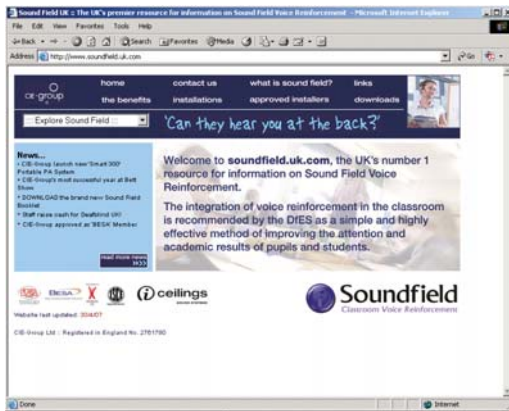 Sound Field UK :: The UK's premier resource for information on Sound Field Voice Reinforcement - Microsoft Internet Explorer
File Edit View Favorites Tools Help
Back Search Favorites Media
Address http://www.soundfield.uk.com Go
home contact us what is sound field? links
CIE-group
the benefits installations approved installers downloads
::: Explore Sound Field :::
'Can they hear you at the back?'
News...
• CIE-Group launch new 'Smart 300' Portable PA System
• CIE-Group's most successful year at Bett Show
• DOWNLOAD the brand new Sound Field Booklet
• Staff raise cash for Deafblind UK!
• CIE-Group approved as 'BESA' Member
read more news
>>>
Welcome to soundfield.uk.com, the UK's number 1
resource for information on Sound Field Voice
Reinforcement.
The integration of voice reinforcement in the classroom
is recommended by the DfES as a simple and highly
effective method of improving the attention and
academic results of pupils and students.
BESA
i ceilings
Soundfield
Classroom Voice Reinforcement
Website last updated: 30/4/07
CIE-Group Ltd :: Registered in England No: 2761780
Done Internet